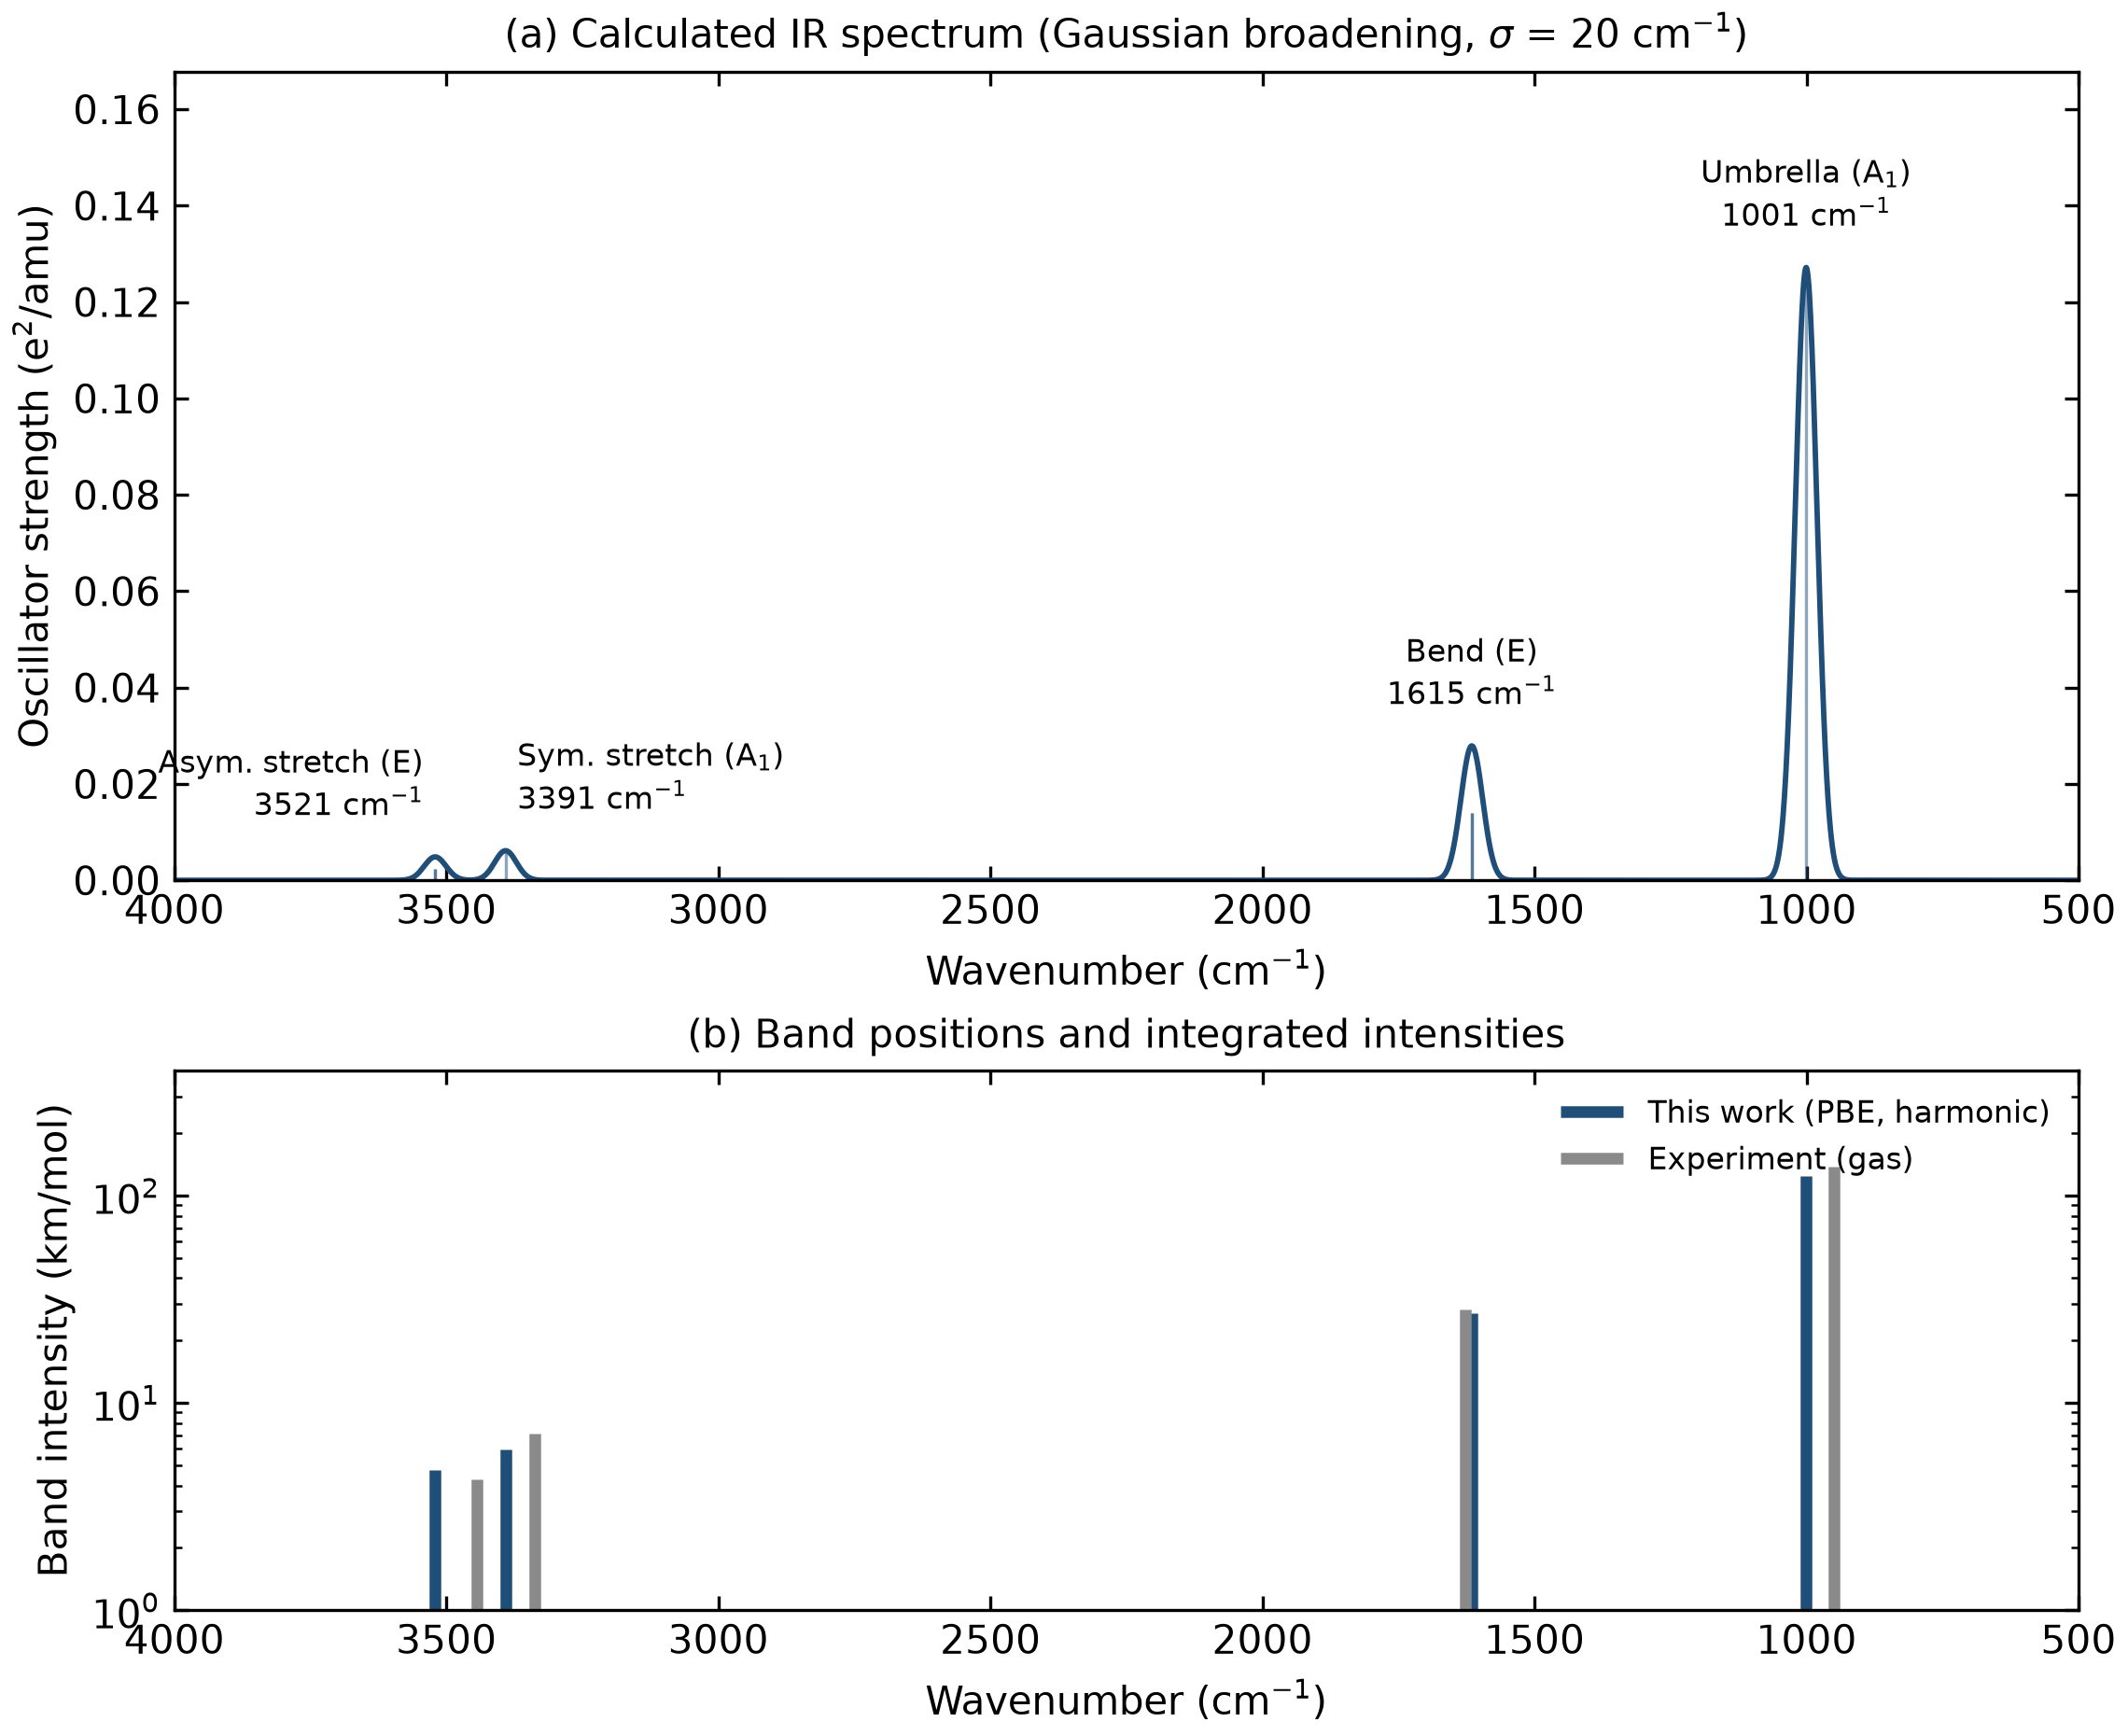 (a) Calculated IR spectrum (Gaussian broadening, σ = 20 cm⁻¹)
Oscillator strength (e²/amu)
0.16
0.14
0.12
0.10
0.08
0.06
0.04
0.02
0.00
Umbrella (A₁)
1001 cm⁻¹
Bend (E)
1615 cm⁻¹
Asym. stretch (E)
3521 cm⁻¹
Sym. stretch (A₁)
3391 cm⁻¹
4000 3500 3000 2500 2000 1500 1000 500
Wavenumber (cm⁻¹)
(b) Band positions and integrated intensities
Band intensity (km/mol)
10²
10¹
10⁰
This work (PBE, harmonic)
Experiment (gas)
4000 3500 3000 2500 2000 1500 1000 500
Wavenumber (cm⁻¹)